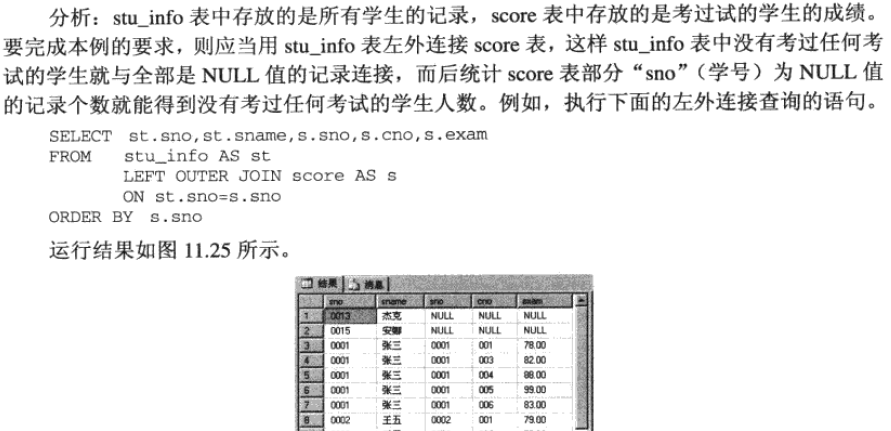 分析：stu_info 表中存放的是所有学生的记录，score 表中存放的是考过试的学生的成绩。
要完成本例的要求，则应当用 stu_info 表左外连接 score 表，这样 stu_info 表中没有考过任何考
试的学生就与全部是 NULL 值的记录连接，而后统计 score 表部分“sno”（学号）为 NULL 值
的记录个数就能得到没有考过任何考试的学生人数。例如，执行下面的左外连接查询的语句。
SELECT st.sno,st.sname,s.sno,s.cno,s.exam
FROM stu_info AS st
LEFT OUTER JOIN score AS s
ON st.sno=s.sno
ORDER BY s.sno
运行结果如图 11.25 所示。
结果 消息
sno sname sno cno exam
1 0013 杰克 NULL NULL NULL
2 0015 安娜 NULL NULL NULL
3 0001 张三 0001 001 78.00
4 0001 张三 0001 003 82.00
5 0001 张三 0001 004 88.00
6 0001 张三 0001 005 99.00
7 0001 张三 0001 006 83.00
8 0002 王五 0002 001 79.00